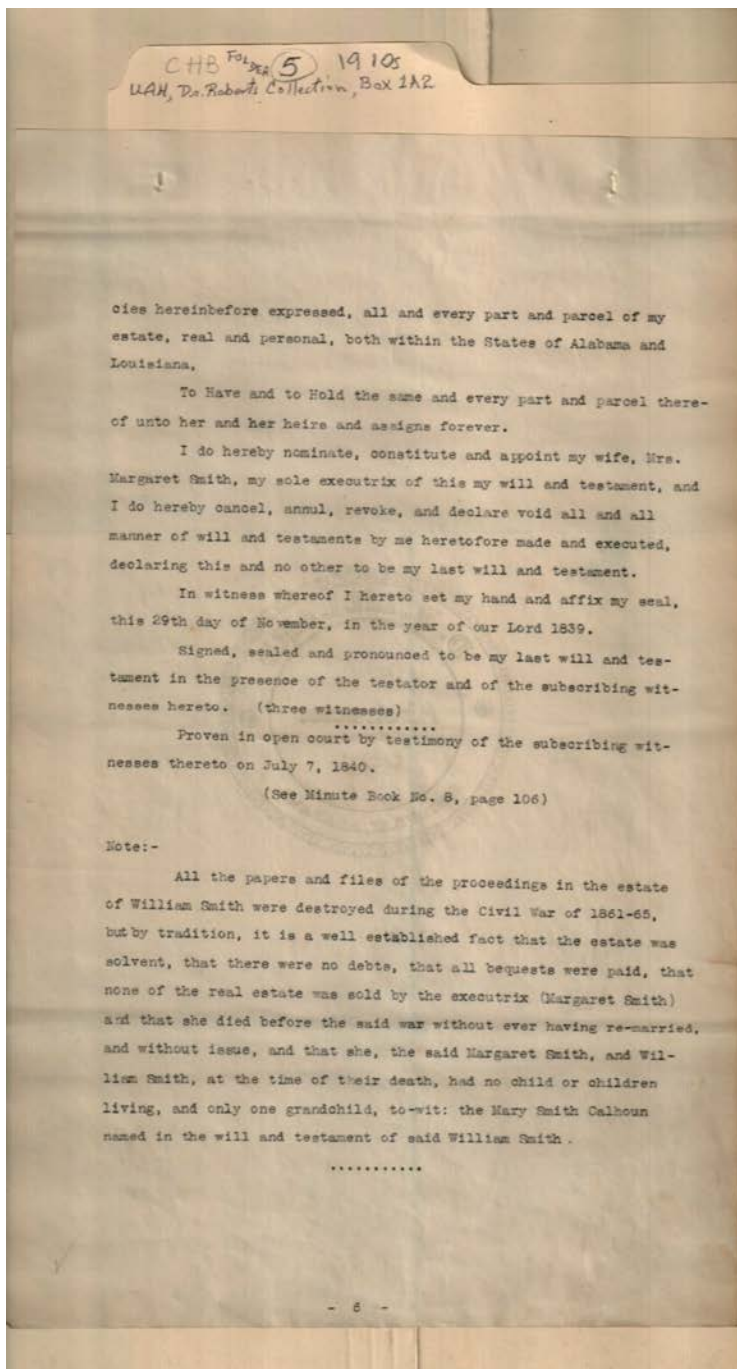 CHB FOLDER 5 1910s
UAH, Dr. Roberts Collection, Box 1A2
cies hereinbefore expressed, all and every part and parcel of my
estate, real and personal, both within the States of Alabama and
Louisiana,
To Have and to Hold the same and every part and parcel there-
of unto her and her heirs and assigns forever.
I do hereby nominate, constitute and appoint my wife, Mrs.
Margaret Smith, my sole executrix of this my will and testament, and
I do hereby cancel, annul, revoke, and declare void all and all
manner of will and testaments by me heretofore made and executed,
declaring this and no other to be my last will and testament.
In witness whereof I hereto set my hand and affix my seal,
this 29th day of November, in the year of our Lord 1839.
Signed, sealed and pronounced to be my last will and tes-
tament in the presence of the testator and of the subscribing wit-
nesses hereto. (three witnesses)
............
Proven in open court by testimony of the subscribing wit-
nesses thereto on July 7, 1840.
(See Minute Book No. 8, page 106)
Note:-
All the papers and files of the proceedings in the estate
of William Smith were destroyed during the Civil War of 1861-65,
but by tradition, it is a well established fact that the estate was
solvent, that there were no debts, that all bequests were paid, that
none of the real estate was sold by the executrix (Margaret Smith)
and that she died before the said war without ever having re-married,
and without issue, and that she, the said Margaret Smith, and Wil-
liam Smith, at the time of their death, had no child or children
living, and only one grandchild, to-wit: the Mary Smith Calhoun
named in the will and testament of said William Smith.
...........